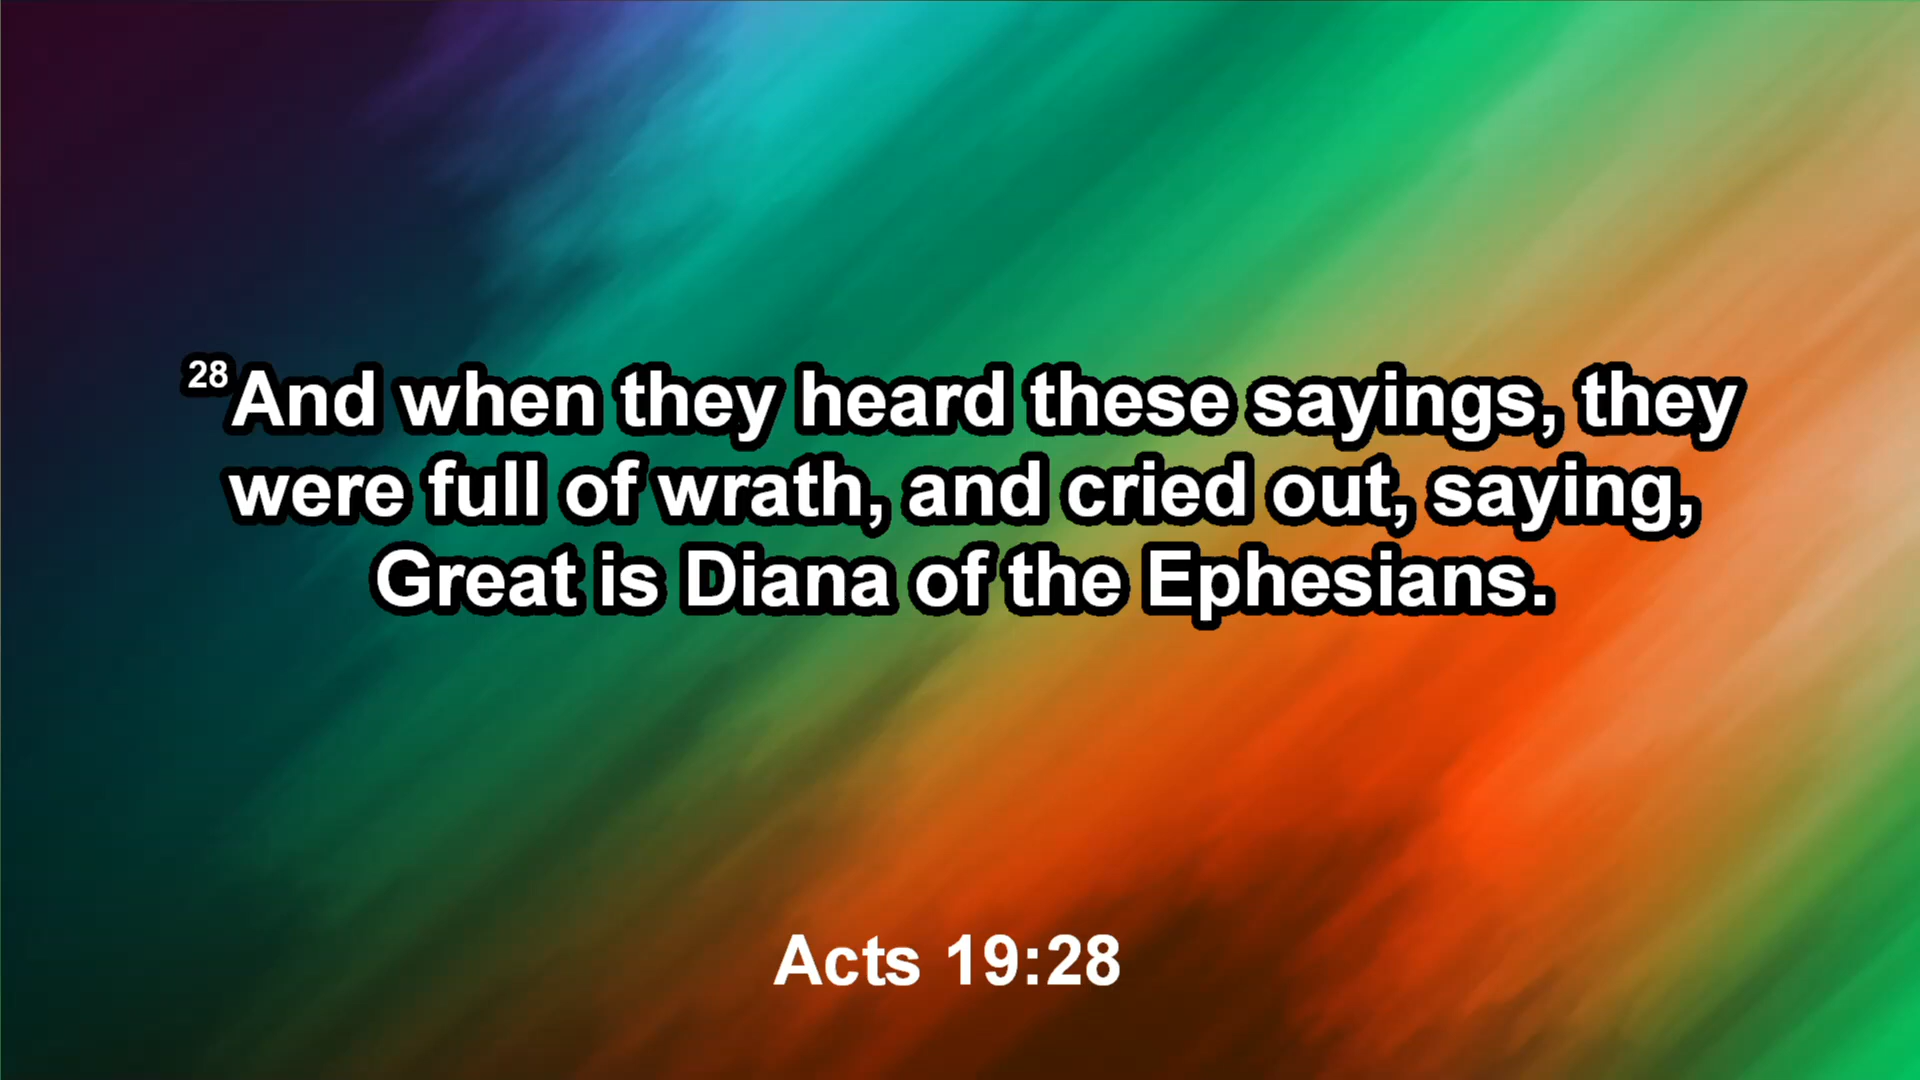 28And when they heard these sayings, they
were full of wrath, and cried out, saying,
Great is Diana of the Ephesians.
Acts 19:28